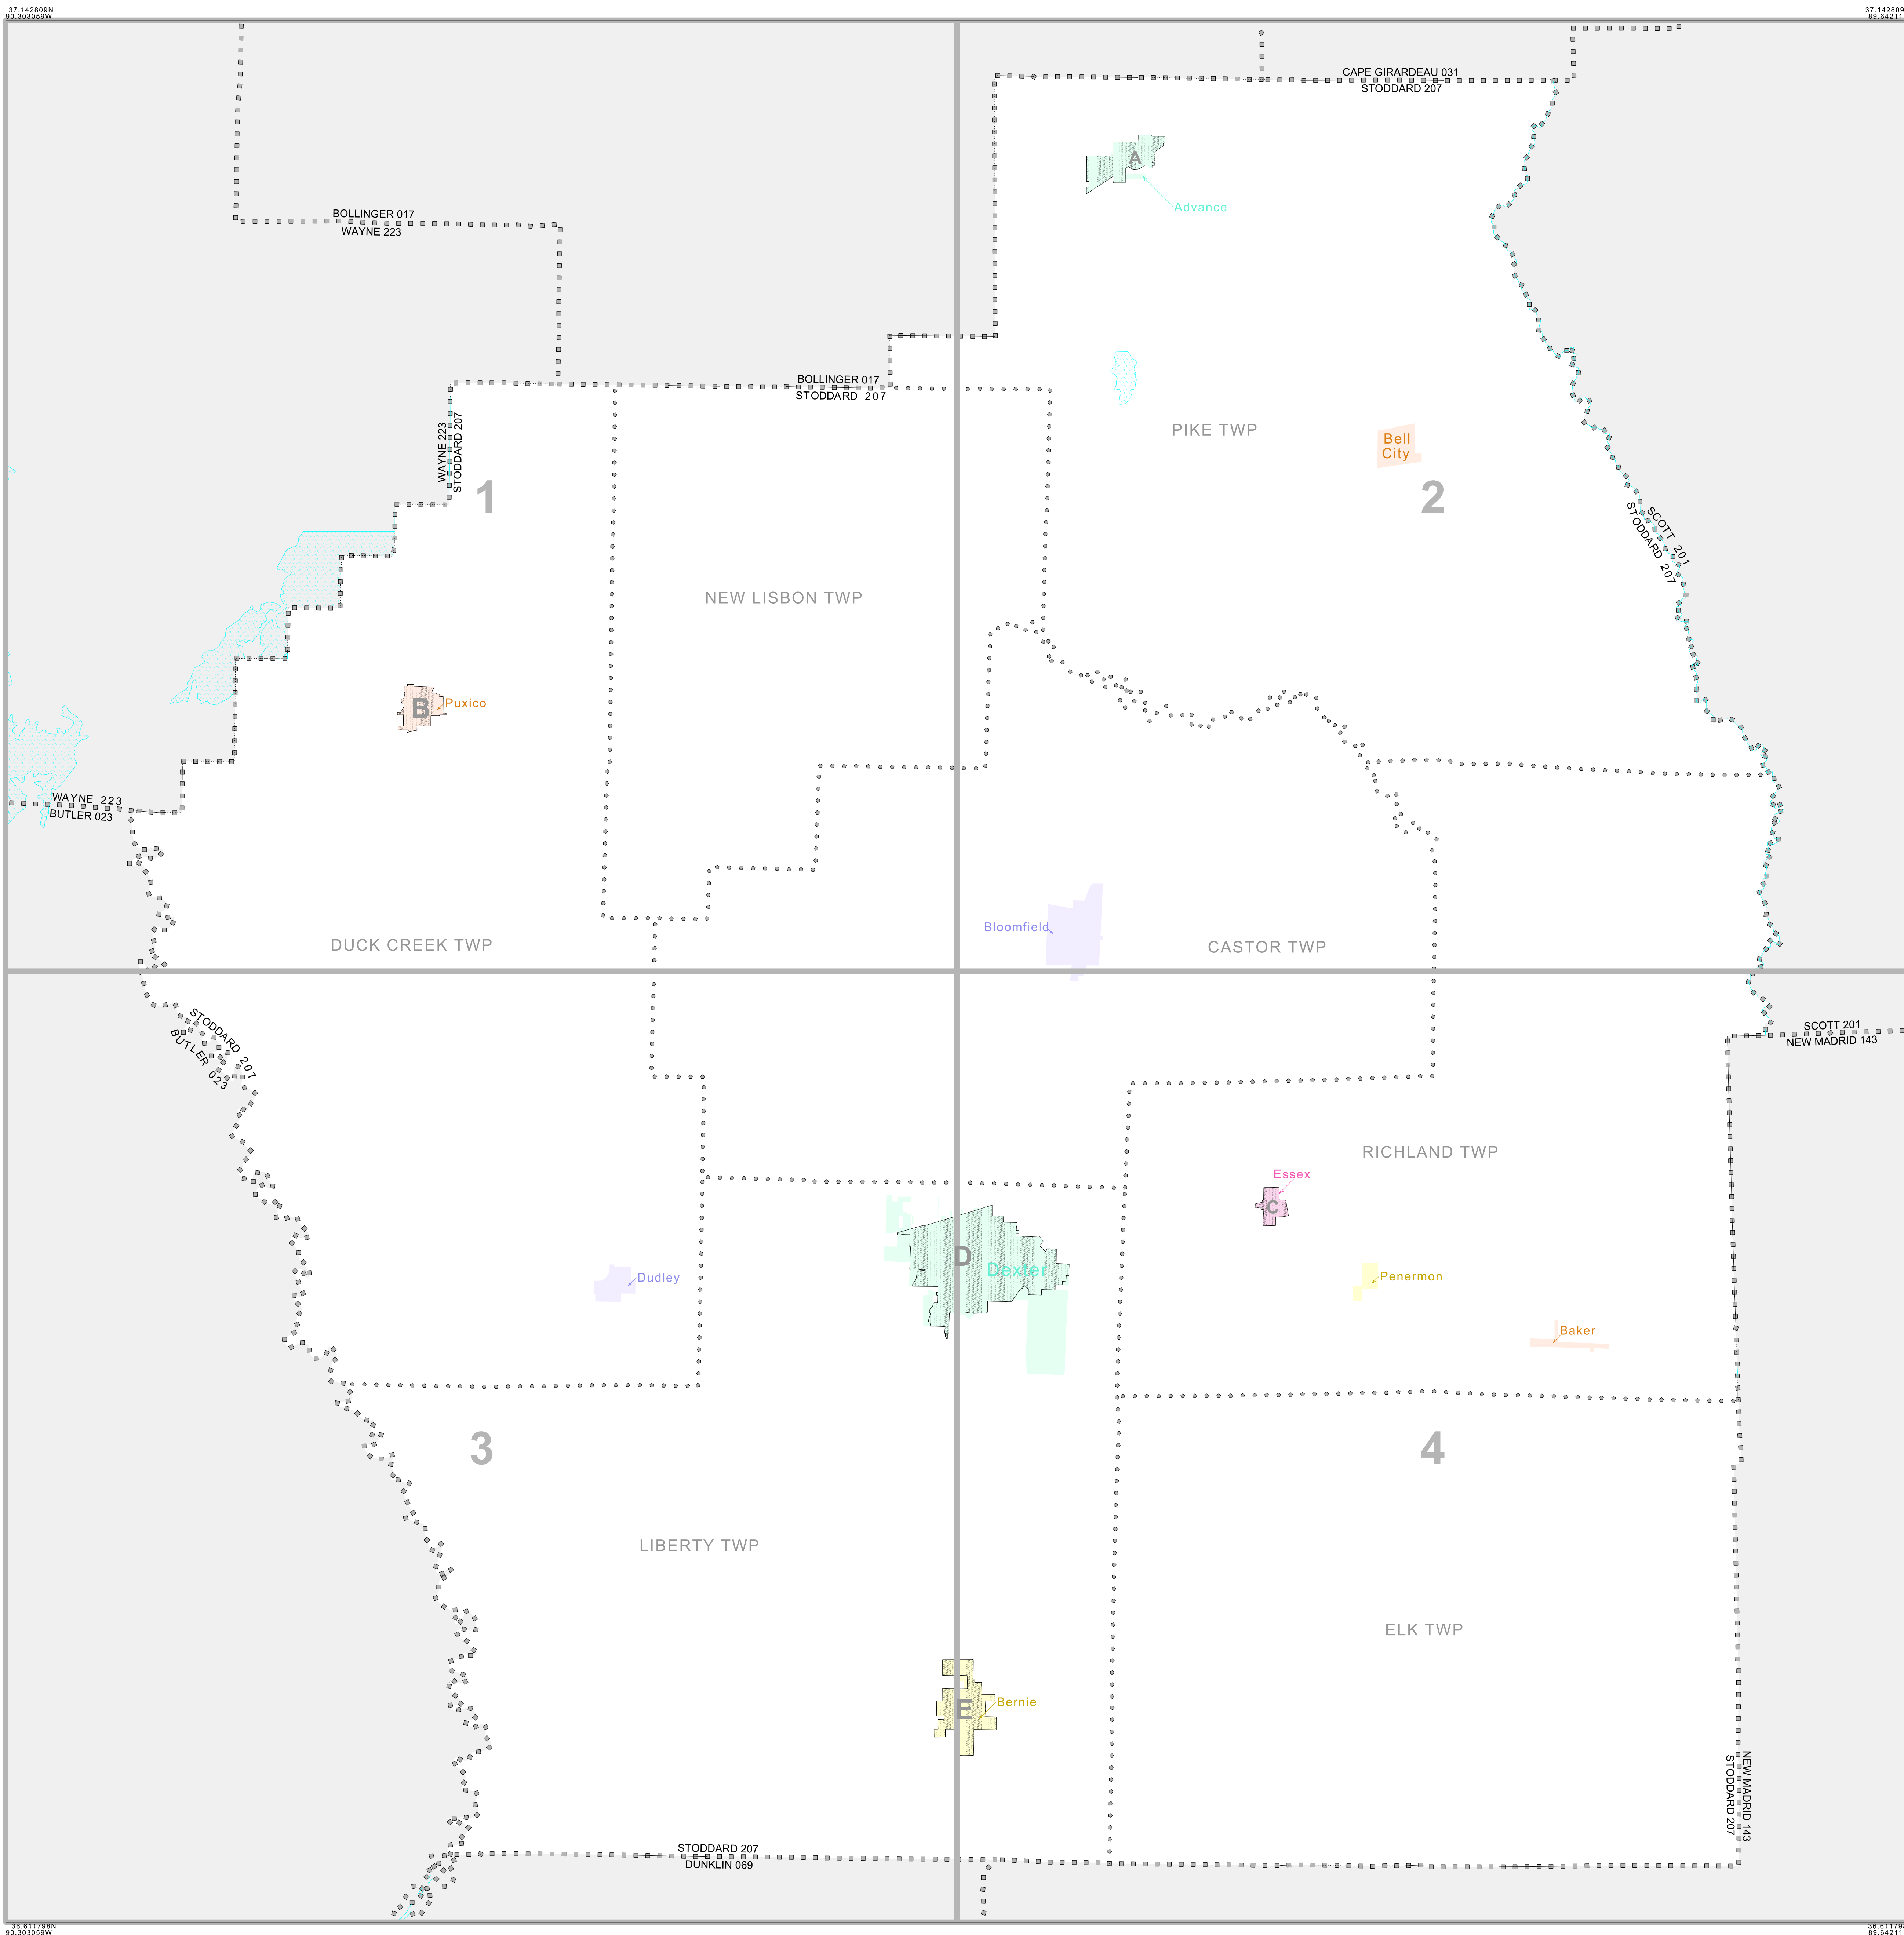 37.142809N
90.303059W
37.142809
89.64211
CAPE GIRARDEAU 031
STODDARD 207
A
Advance
BOLLINGER 017
WAYNE 223
BOLLINGER 017
STODDARD 207
WAYNE 223
STODDARD 207
PIKE TWP
Bell
City
1
2
SCOTT 201
STODDARD 207
NEW LISBON TWP
B
Puxico
WAYNE 223
BUTLER 023
Bloomfield
DUCK CREEK TWP
CASTOR TWP
STODDARD 207
BUTLER 023
SCOTT 201
NEW MADRID 143
RICHLAND TWP
Essex
C
D
Dexter
Dudley
Penermon
Baker
3
4
LIBERTY TWP
ELK TWP
E
Bernie
NEW MADRID 143
STODDARD 207
STODDARD 207
DUNKLIN 069
36.611798N
90.303059W
36.611798
89.64211